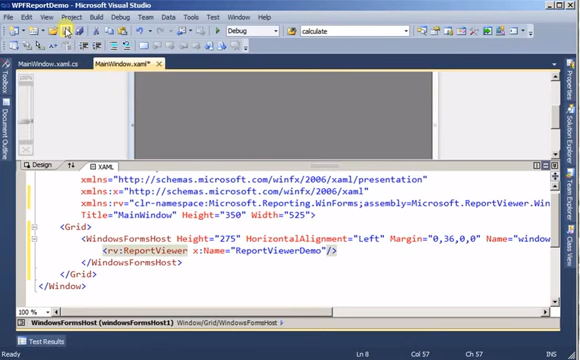 WPFReportDemo - Microsoft Visual Studio
File Edit View Project Build Debug Team Data Tools Test Window Help
Debug calculate
MainWindow.xaml.cs MainWindow.xaml*
100%
Toolbox
Document Outline
Properties
Solution Explorer
Team Explorer
Class View
Design XAML
xmlns="http://schemas.microsoft.com/winfx/2006/xaml/presentation"
xmlns:x="http://schemas.microsoft.com/winfx/2006/xaml"
xmlns:rv="clr-namespace:Microsoft.Reporting.WinForms;assembly=Microsoft.ReportViewer.Win
Title="MainWindow" Height="350" Width="525">
<Grid>
<WindowsFormsHost Height="275" HorizontalAlignment="Left" Margin="0,36,0,0" Name="window
<rv:ReportViewer x:Name="ReportViewerDemo"/>
</WindowsFormsHost>
</Grid>
</Window>
100 %
WindowsFormsHost (windowsFormsHost1) Window/Grid/WindowsFormsHost
Test Results
Ready Ln 8 Col 57 Ch 57